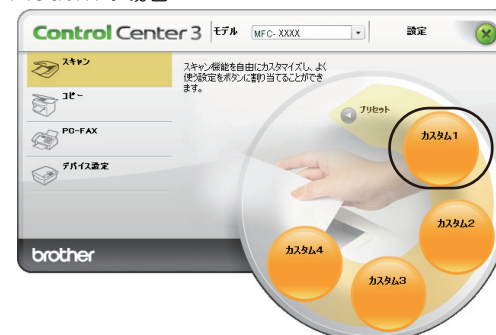 Control Center 3
モデル
MFC- XXXX
設定
スキャン
コピー
PC-FAX
デバイス設定
スキャン機能を自由にカスタマイズし、よく
使う設定をボタンに割り当てることができ
ます。
プリセット
カスタム1
カスタム2
カスタム3
カスタム4
brother